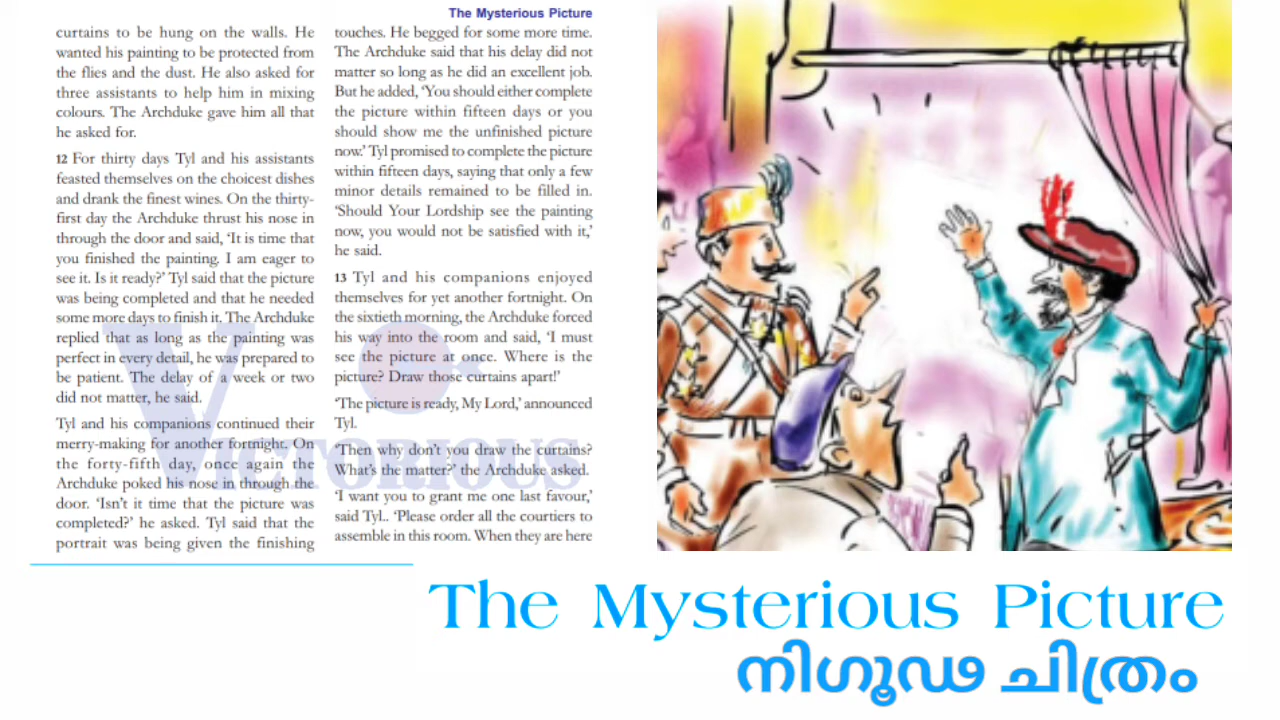 The Mysterious Picture
curtains to be hung on the walls. He
wanted his painting to be protected from
the flies and the dust. He also asked for
three assistants to help him in mixing
colours. The Archduke gave him all that
he asked for.
12 For thirty days Tyl and his assistants
feasted themselves on the choicest dishes
and drank the finest wines. On the thirty-
first day the Archduke thrust his nose in
through the door and said, ‘It is time that
you finished the painting. I am eager to
see it. Is it ready?’ Tyl said that the picture
was being completed and that he needed
some more days to finish it. The Archduke
replied that as long as the painting was
perfect in every detail, he was prepared to
be patient. The delay of a week or two
did not matter, he said.
Tyl and his companions continued their
merry-making for another fortnight. On
the forty-fifth day, once again the
Archduke poked his nose in through the
door. ‘Isn’t it time that the picture was
completed?’ he asked. Tyl said that the
portrait was being given the finishing
touches. He begged for some more time.
The Archduke said that his delay did not
matter so long as he did an excellent job.
But he added, ‘You should either complete
the picture within fifteen days or you
should show me the unfinished picture
now.’ Tyl promised to complete the picture
within fifteen days, saying that only a few
minor details remained to be filled in.
‘Should Your Lordship see the painting
now, you would not be satisfied with it,’
he said.
13 Tyl and his companions enjoyed
themselves for yet another fortnight. On
the sixtieth morning, the Archduke forced
his way into the room and said, ‘I must
see the picture at once. Where is the
picture? Draw those curtains apart!’
‘The picture is ready, My Lord,’ announced
Tyl.
‘Then why don’t you draw the curtains?
What’s the matter?’ the Archduke asked.
‘I want you to grant me one last favour,’
said Tyl.. ‘Please order all the courtiers to
assemble in this room. When they are here
VICTORIOUS
The Mysterious Picture
നിഗൂഢ ചിത്രം